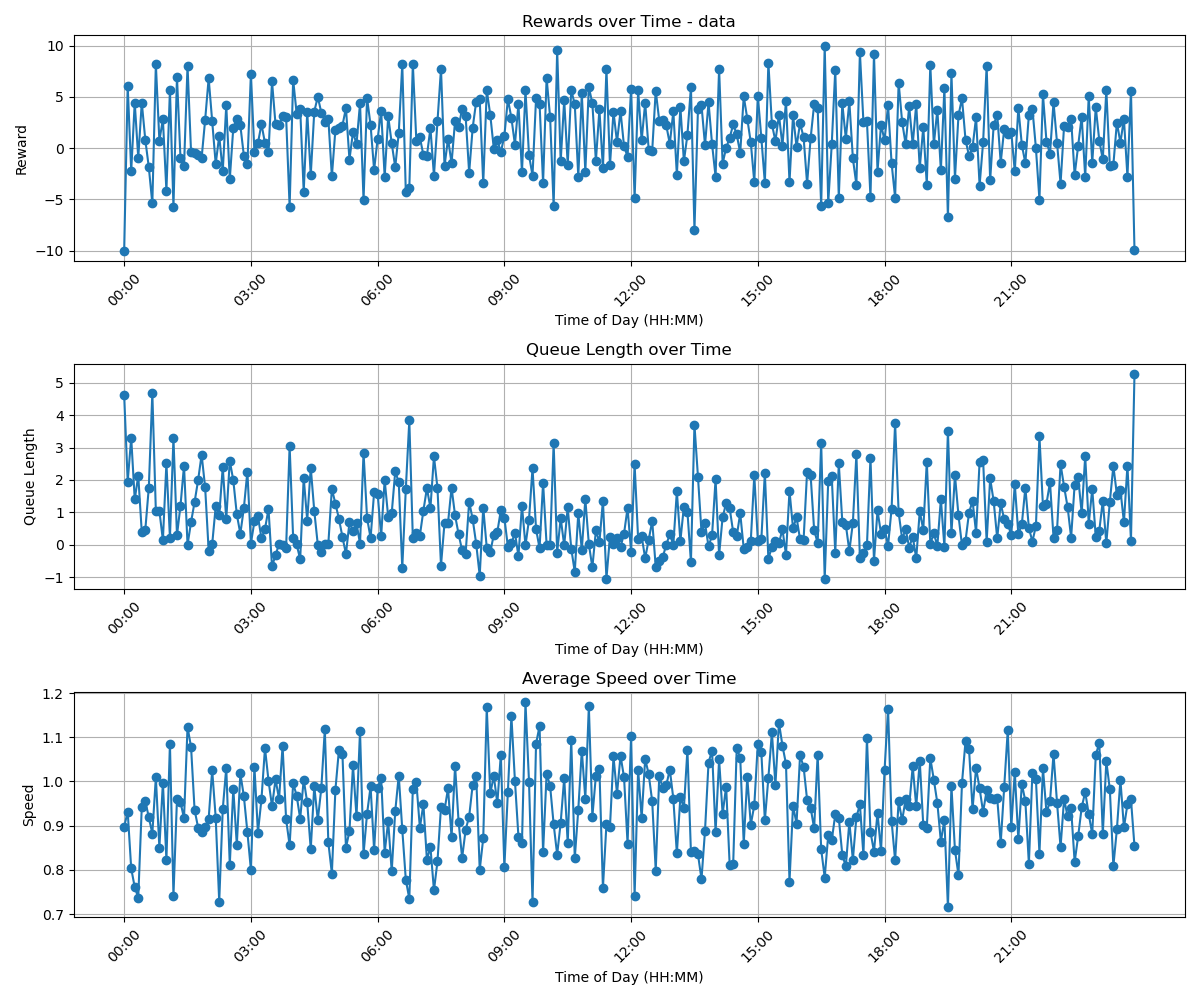 Rewards over Time - data
Reward
10
5
0
−5
−10
00:00 03:00 06:00 09:00 12:00 15:00 18:00 21:00
Time of Day (HH:MM)
Queue Length over Time
Queue Length
5
4
3
2
1
0
−1
00:00 03:00 06:00 09:00 12:00 15:00 18:00 21:00
Time of Day (HH:MM)
Average Speed over Time
Speed
1.2
1.1
1.0
0.9
0.8
0.7
00:00 03:00 06:00 09:00 12:00 15:00 18:00 21:00
Time of Day (HH:MM)